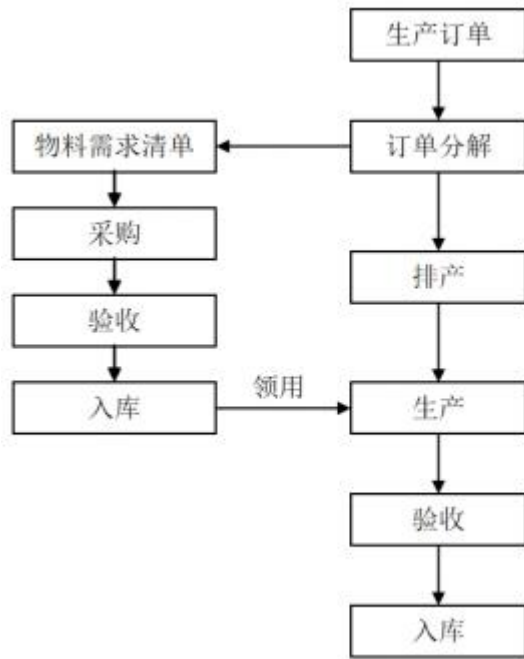 生产订单
物料需求清单
订单分解
采购
排产
验收
入库
领用
生产
验收
入库